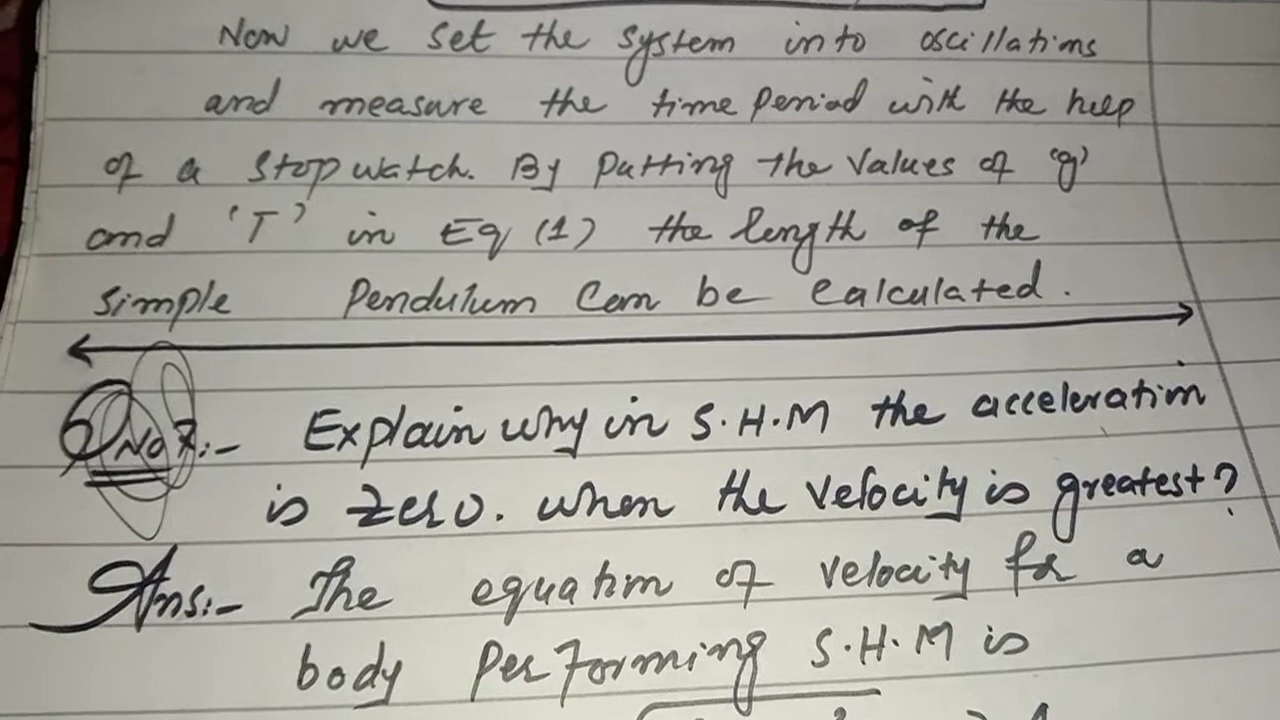 Now we set the system into oscillations
and measure the time period with the help
of a stop watch. By putting the values of 'g'
and 'T' in Eq (1) the length of the
simple Pendulum can be calculated.
Q No 7:- Explain why in S.H.M the acceleration
is zero. when the velocity is greatest?
Ans:- The equation of velocity for a
body Performing S.H.M is